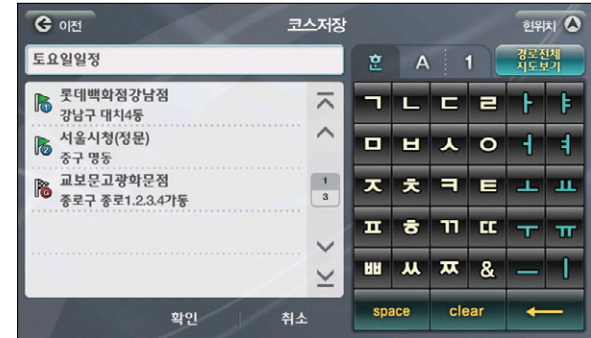 이전
코스저장
현위치
토요일일정
훈 A 1
경로전체
지도보기
롯데백화점강남점
강남구 대치4동
서울시청(정문)
중구 명동
교보문고광화문점
종로구 종로1.2.3.4가동
1
3
ㄱ ㄴ ㄷ ㄹ ㅏ ㅑ
ㅁ ㅂ ㅅ ㅇ ㅓ ㅕ
ㅈ ㅊ ㅋ ㅌ ㅗ ㅛ
ㅍ ㅎ ㄲ ㄸ ㅜ ㅠ
ㅃ ㅆ ㅉ & ㅡ ㅣ
확인 취소
space clear